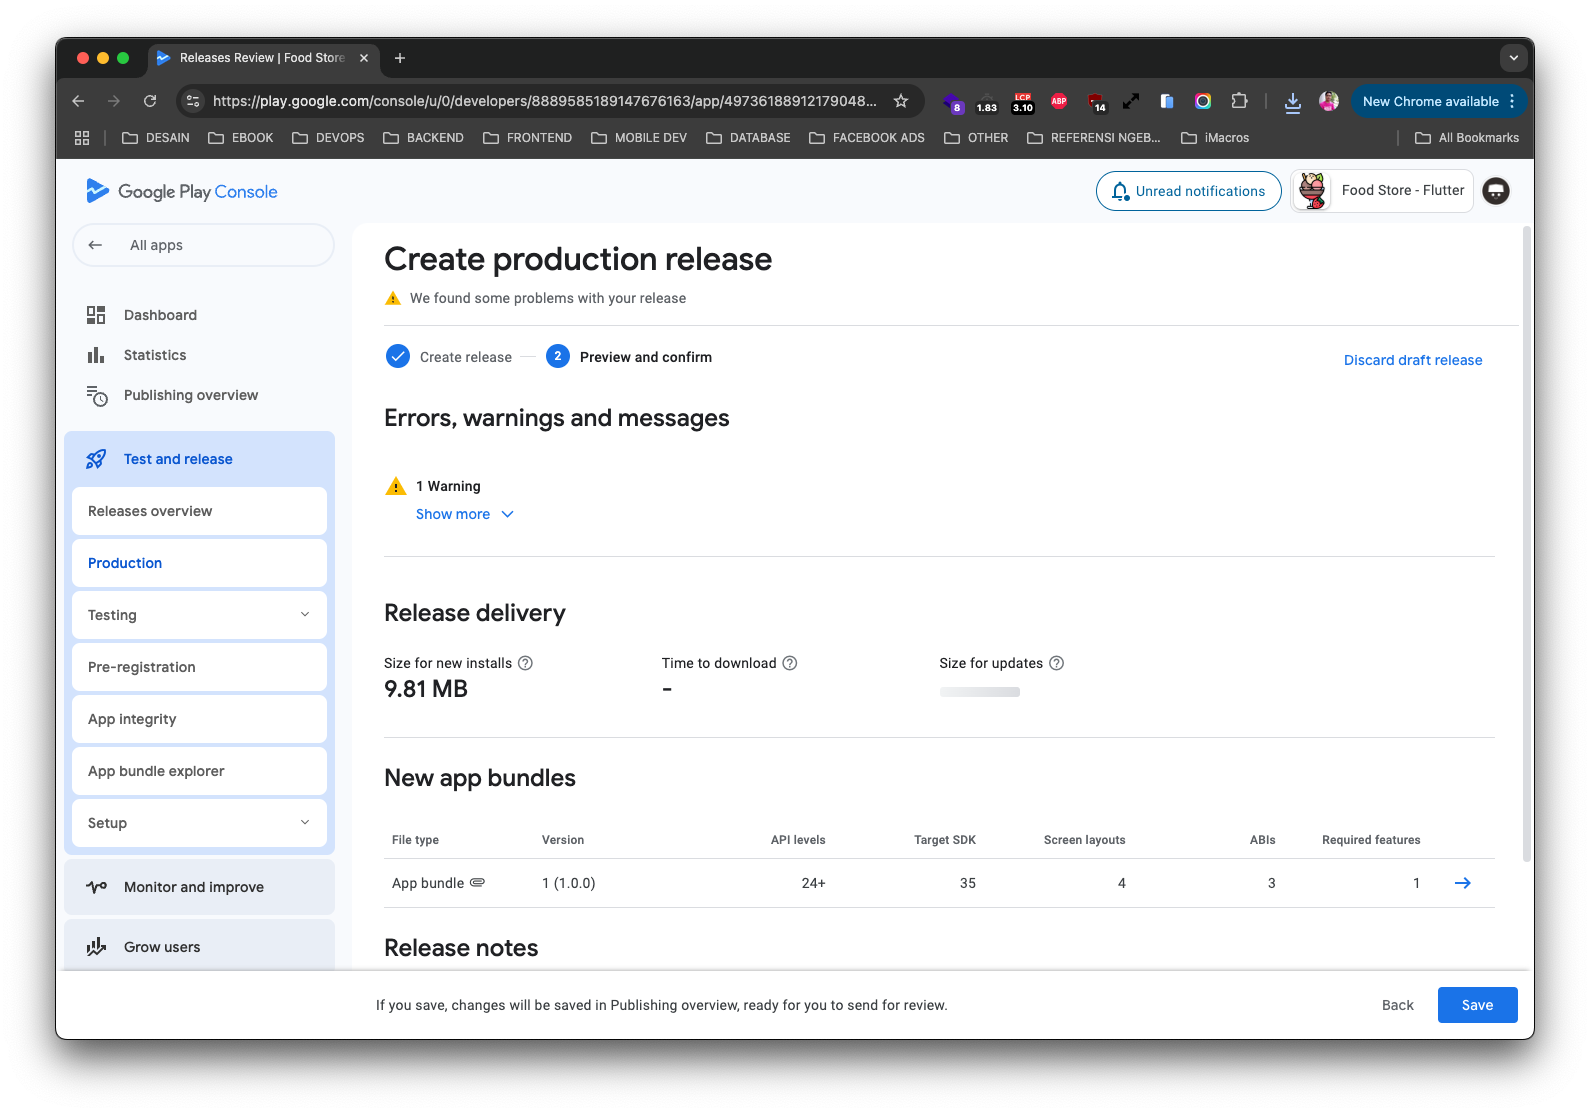 Releases Review | Food Store
https://play.google.com/console/u/0/developers/8889585189147676163/app/49736188912179048...
8
1.83
LCP
3.10
ABP
14
New Chrome available
DESAIN
EBOOK
DEVOPS
BACKEND
FRONTEND
MOBILE DEV
DATABASE
FACEBOOK ADS
OTHER
REFERENSI NGEB...
iMacros
All Bookmarks
Google Play Console
Unread notifications
Food Store - Flutter
All apps
Dashboard
Statistics
Publishing overview
Test and release
Releases overview
Production
Testing
Pre-registration
App integrity
App bundle explorer
Setup
Monitor and improve
Grow users
Create production release
We found some problems with your release
Create release
2
Preview and confirm
Discard draft release
Errors, warnings and messages
1 Warning
Show more
Release delivery
Size for new installs
9.81 MB
Time to download
-
Size for updates
New app bundles
File type Version API levels Target SDK Screen layouts ABIs Required features
App bundle 1 (1.0.0) 24+ 35 4 3 1
Release notes
If you save, changes will be saved in Publishing overview, ready for you to send for review.
Back
Save